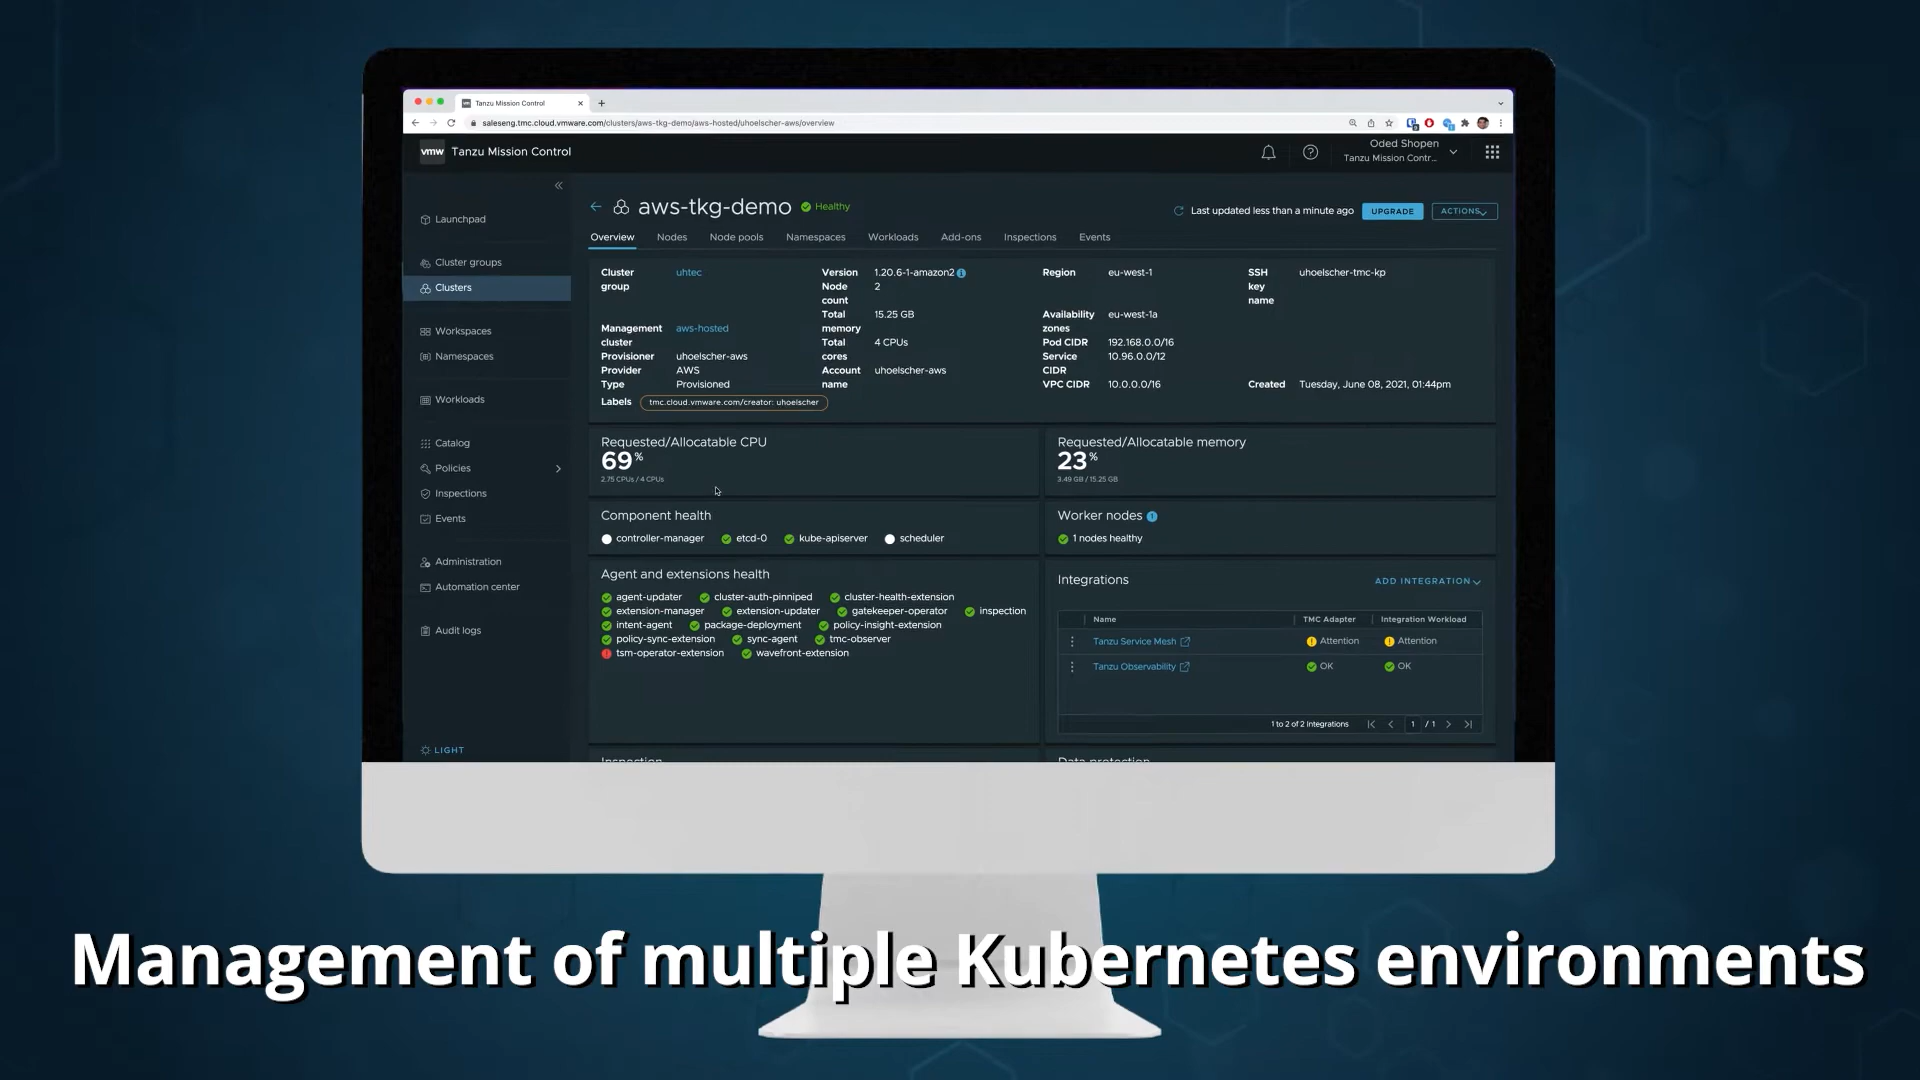 Tanzu Mission Control
saleseng.tmc.cloud.vmware.com/clusters/aws-tkg-demo/aws-hosted/uhoelscher-aws/overview
vmw Tanzu Mission Control
Oded Shopen
Tanzu Mission Contr...
Launchpad
Cluster groups
Clusters
Workspaces
Namespaces
Workloads
Catalog
Policies
Inspections
Events
Administration
Automation center
Audit logs
LIGHT
aws-tkg-demo Healthy
Last updated less than a minute ago UPGRADE ACTIONS
Overview Nodes Node pools Namespaces Workloads Add-ons Inspections Events
Cluster group uhtec
Management cluster aws-hosted
Provisioner uhoelscher-aws
Provider AWS
Type Provisioned
Labels tmc.cloud.vmware.com/creator: uhoelscher
Version 1.20.6-1-amazon2
Node count 2
Total memory 15.25 GB
Total cores 4 CPUs
Account name uhoelscher-aws
Region eu-west-1
Availability zones eu-west-1a
Pod CIDR 192.168.0.0/16
Service CIDR 10.96.0.0/12
VPC CIDR 10.0.0.0/16
SSH key name uhoelscher-tmc-kp
Created Tuesday, June 08, 2021, 01:44pm
Requested/Allocatable CPU
69%
2.75 CPUs / 4 CPUs
Requested/Allocatable memory
23%
3.49 GB / 15.25 GB
Component health
controller-manager etcd-0 kube-apiserver scheduler
Worker nodes
1 nodes healthy
Agent and extensions health
agent-updater cluster-auth-pinniped cluster-health-extension
extension-manager extension-updater gatekeeper-operator inspection
intent-agent package-deployment policy-insight-extension
policy-sync-extension sync-agent tmc-observer
tsm-operator-extension wavefront-extension
Integrations ADD INTEGRATION
Name TMC Adapter Integration Workload
Tanzu Service Mesh Attention Attention
Tanzu Observability OK OK
1 to 2 of 2 integrations 1 / 1
Inspection
Data protection
Management of multiple Kubernetes environments